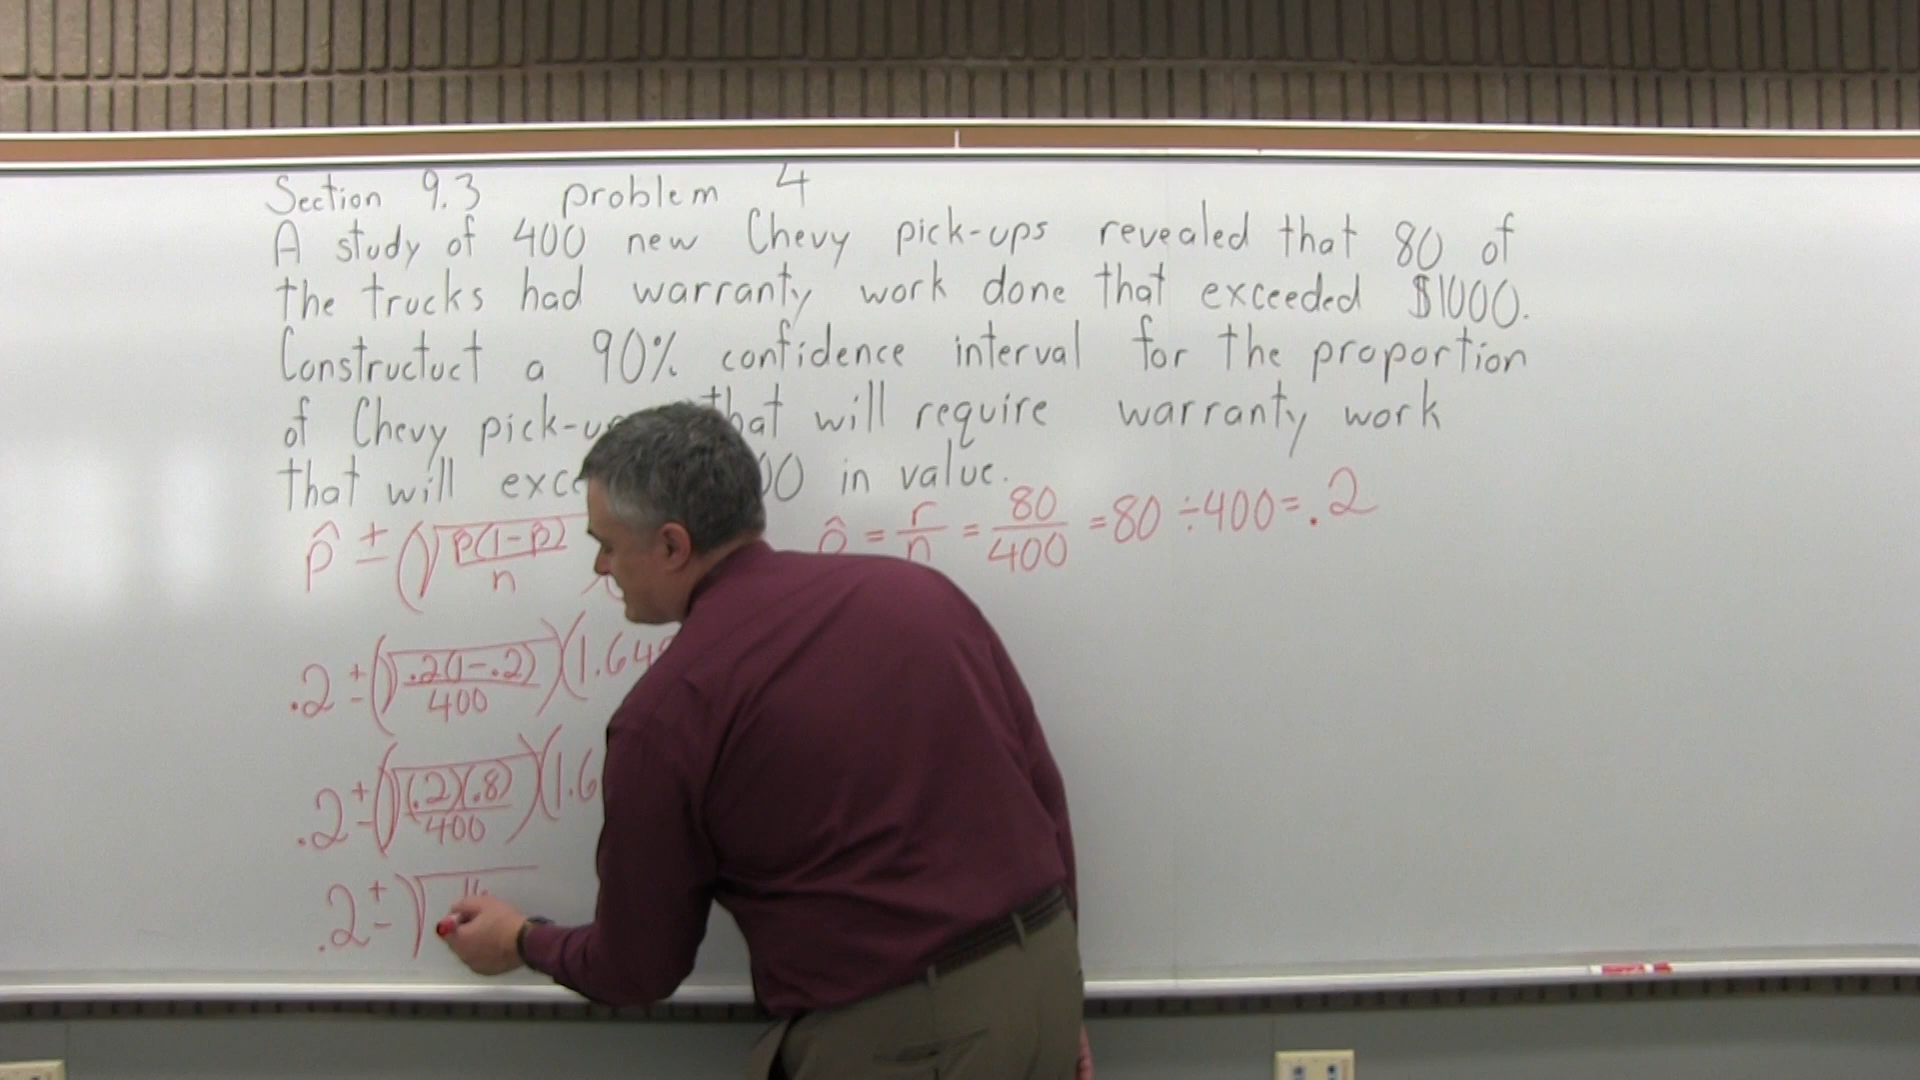 Section 9.3 problem 4
A study of 400 new Chevy pick-ups revealed that 80 of
the trucks had warranty work done that exceeded $1000.
Constructuct a 90% confidence interval for the proportion
of Chevy pick-u that will require warranty work
that will exce 00 in value.
p̂ ± (√(p(1-p)/n) p̂ = r/n = 80/400 = 80 ÷ 400 = .2
.2 ± (√(.2(1-.2)/400)(1.64
.2 ± (√((.2)(.8)/400)(1.6
.2 ± √